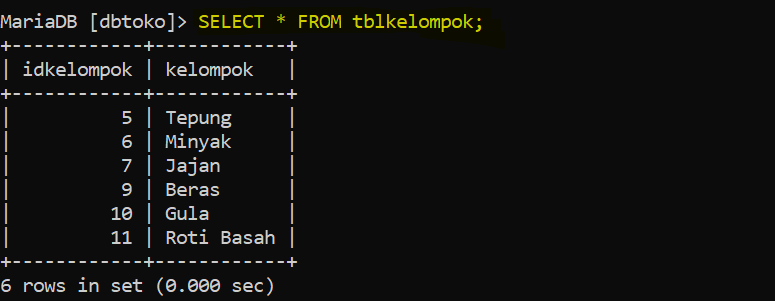 MariaDB [dbtoko]> SELECT * FROM tblkelompok;
+------------+------------+
| idkelompok | kelompok   |
+------------+------------+
|          5 | Tepung     |
|          6 | Minyak     |
|          7 | Jajan      |
|          9 | Beras      |
|         10 | Gula       |
|         11 | Roti Basah |
+------------+------------+
6 rows in set (0.000 sec)